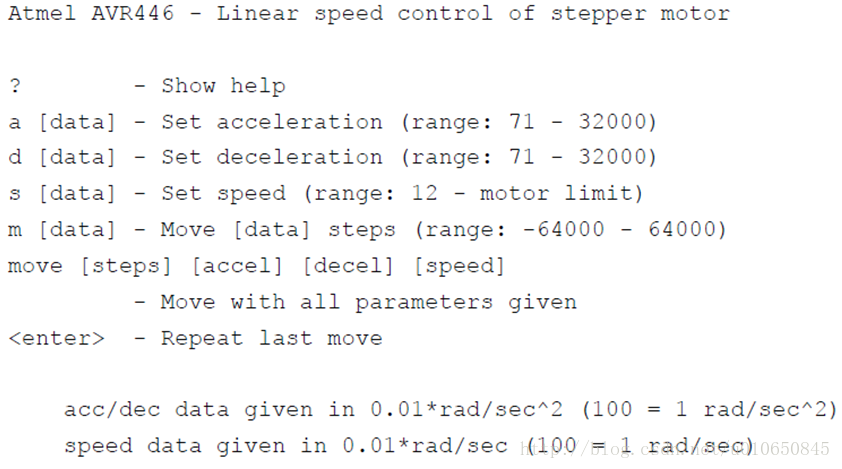 Atmel AVR446 - Linear speed control of stepper motor
? - Show help
a [data] - Set acceleration (range: 71 - 32000)
d [data] - Set deceleration (range: 71 - 32000)
s [data] - Set speed (range: 12 - motor limit)
m [data] - Move [data] steps (range: -64000 - 64000)
move [steps] [accel] [decel] [speed]
- Move with all parameters given
<enter> - Repeat last move
acc/dec data given in 0.01*rad/sec^2 (100 = 1 rad/sec^2)
speed data given in 0.01*rad/sec (100 = 1 rad/sec)